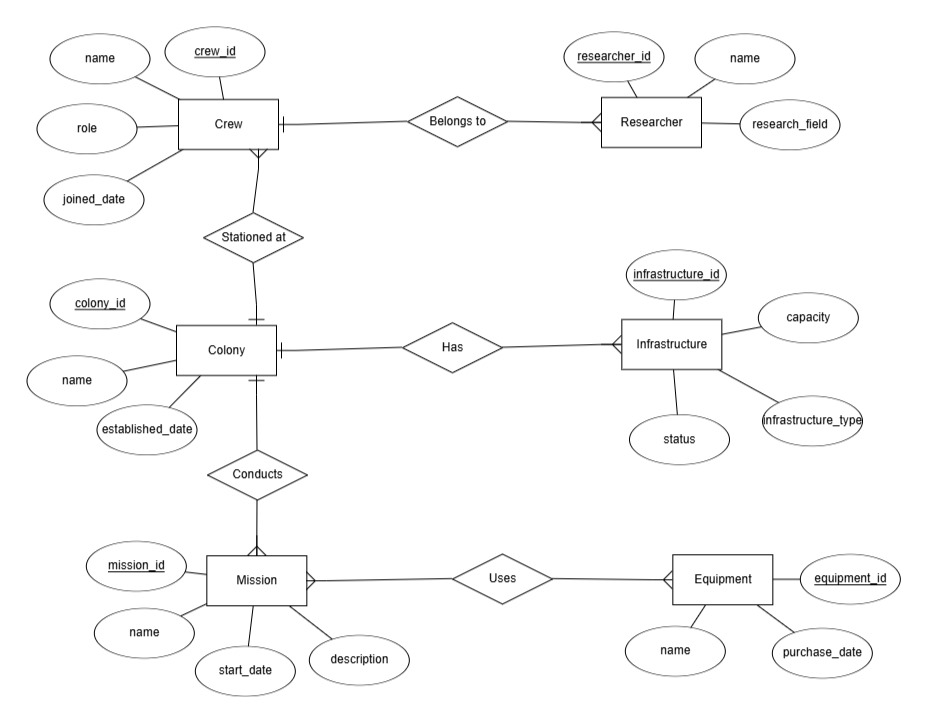 name
crew_id
researcher_id
name
role
Crew
Belongs to
Researcher
research_field
joined_date
Stationed at
infrastructure_id
colony_id
capacity
Colony
Has
Infrastructure
name
established_date
infrastructure_type
status
Conducts
mission_id
Mission
Uses
Equipment
equipment_id
name
start_date
description
name
purchase_date